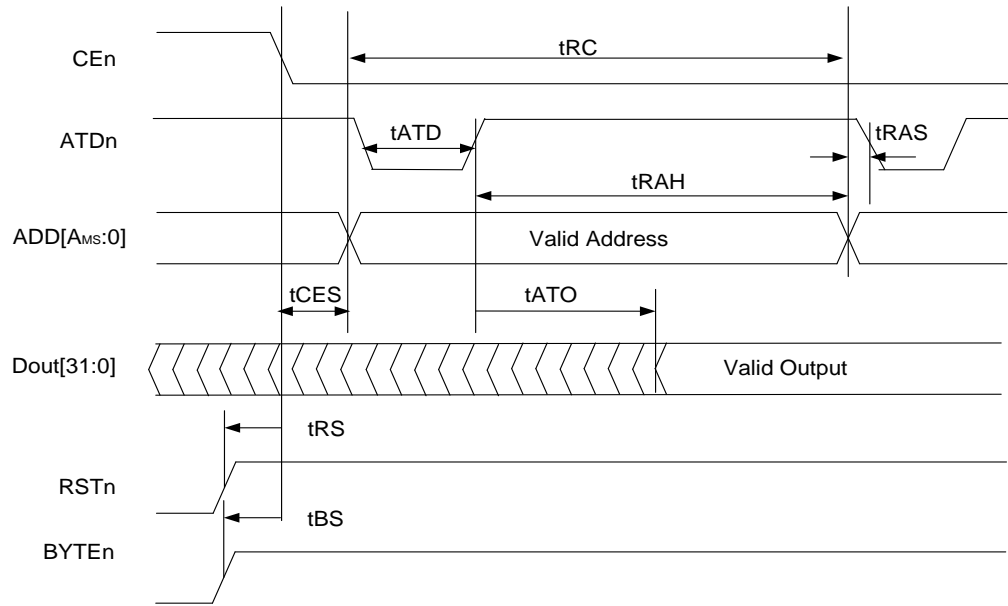 tRC
CEn
tATD
tRAS
ATDn
tRAH
ADD[AMS:0]
Valid Address
tCES
tATO
Dout[31:0]
Valid Output
tRS
RSTn
tBS
BYTEn